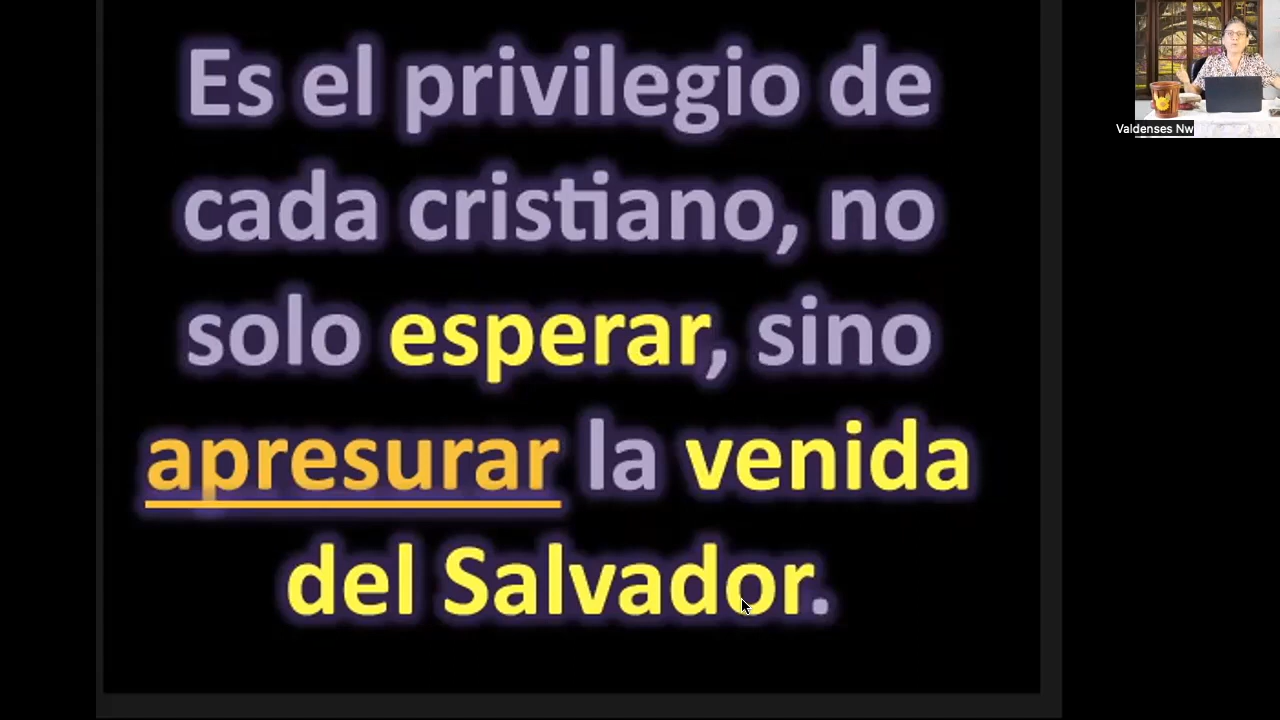 Es el privilegio de
cada cristiano, no
solo esperar, sino
apresurar la venida
del Salvador.
Valdenses Nw